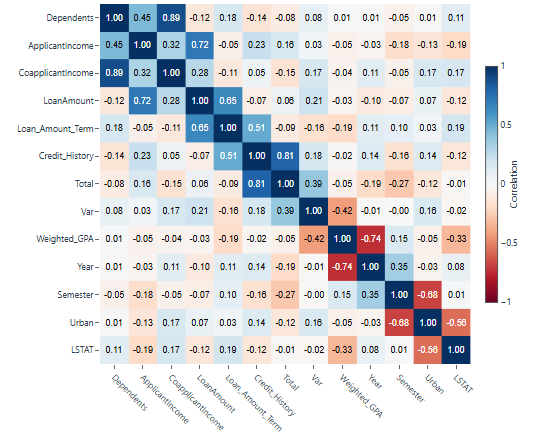 Dependents 1.00 0.45 0.89 -0.12 0.18 -0.14 -0.08 0.08 0.01 0.01 -0.05 0.01 0.11
ApplicantIncome 0.45 1.00 0.32 0.72 -0.05 0.23 0.16 0.03 -0.05 -0.03 -0.18 -0.13 -0.19
CoapplicantIncome 0.89 0.32 1.00 0.28 -0.11 0.05 -0.15 0.17 -0.04 0.11 -0.05 0.17 0.17
LoanAmount -0.12 0.72 0.28 1.00 0.65 -0.07 0.06 0.21 -0.03 -0.10 -0.07 0.07 -0.12
Loan_Amount_Term 0.18 -0.05 -0.11 0.65 1.00 0.51 -0.09 -0.16 -0.19 0.11 0.10 0.03 0.19
Credit_History -0.14 0.23 0.05 -0.07 0.51 1.00 0.81 0.18 -0.02 0.14 -0.16 0.14 -0.12
Total -0.08 0.16 -0.15 0.06 -0.09 0.81 1.00 0.39 -0.05 -0.19 -0.27 -0.12 -0.01
Var 0.08 0.03 0.17 0.21 -0.16 0.18 0.39 1.00 -0.42 -0.01 -0.00 0.16 -0.02
Weighted_GPA 0.01 -0.05 -0.04 -0.03 -0.19 -0.02 -0.05 -0.42 1.00 -0.74 0.15 -0.05 -0.33
Year 0.01 -0.03 0.11 -0.10 0.11 0.14 -0.19 -0.01 -0.74 1.00 0.35 -0.03 0.08
Semester -0.05 -0.18 -0.05 -0.07 0.10 -0.16 -0.27 -0.00 0.15 0.35 1.00 -0.68 0.01
Urban 0.01 -0.13 0.17 0.07 0.03 0.14 -0.12 0.16 -0.05 -0.03 -0.68 1.00 -0.56
LSTAT 0.11 -0.19 0.17 -0.12 0.19 -0.12 -0.01 -0.02 -0.33 0.08 0.01 -0.56 1.00
Dependents
ApplicantIncome
CoapplicantIncome
LoanAmount
Loan_Amount_Term
Credit_History
Total
Var
Weighted_GPA
Year
Semester
Urban
LSTAT
1
0.5
0
−0.5
−1
Correlation